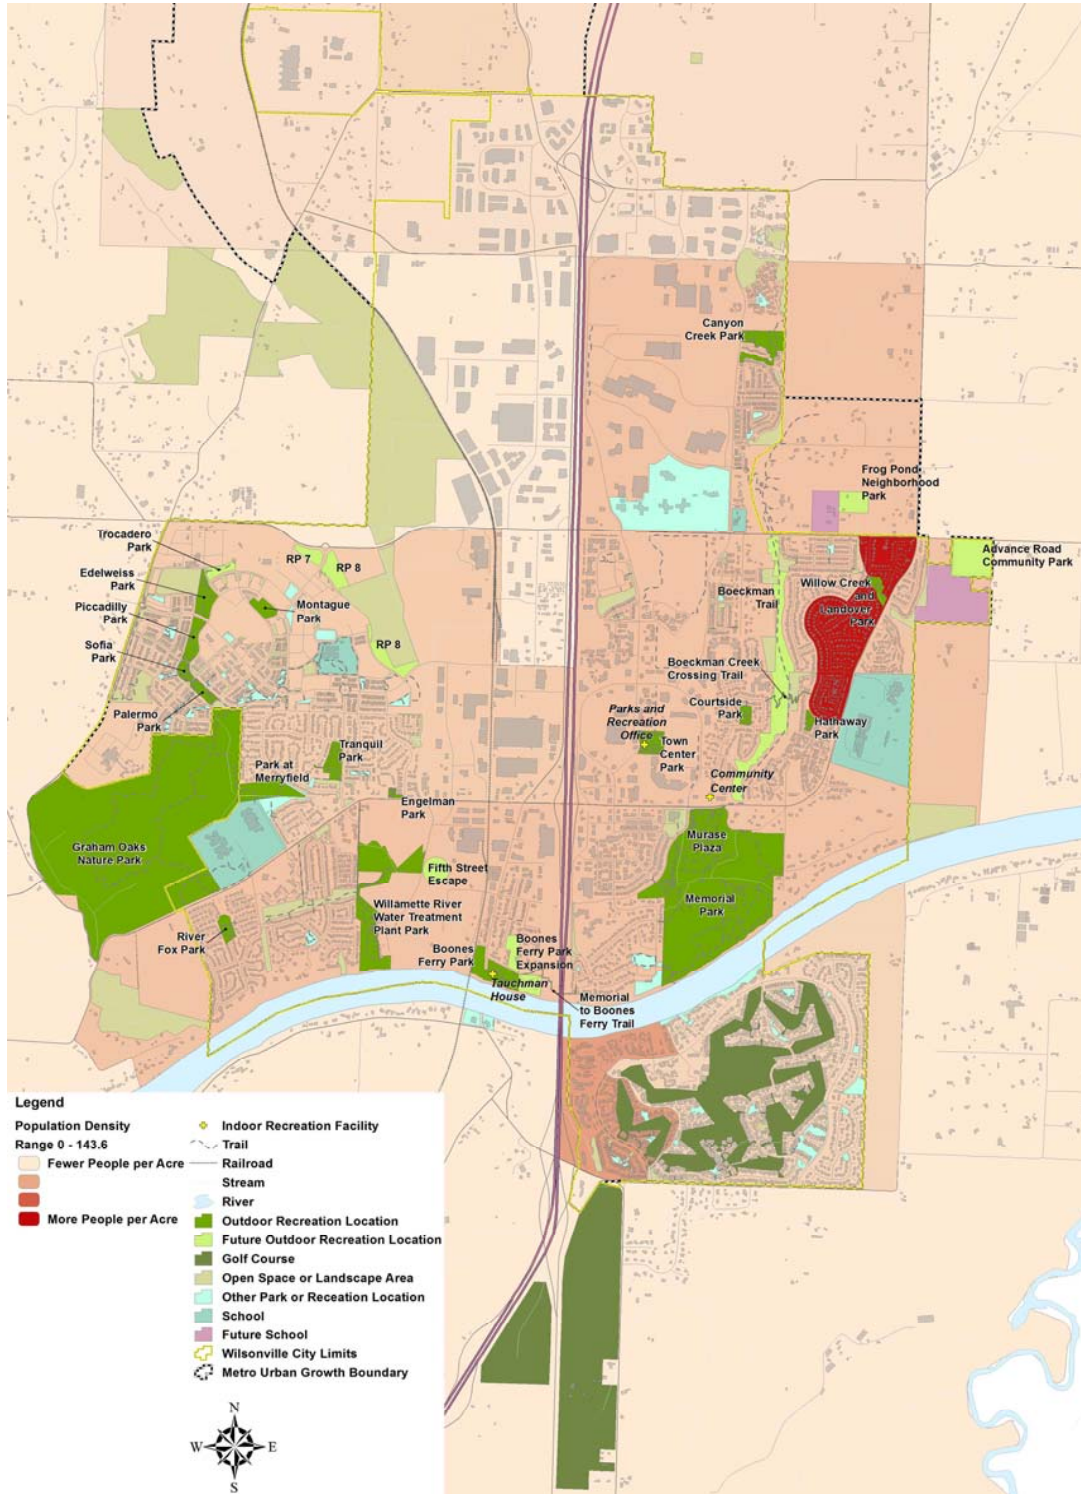 Canyon
Creek Park
Frog Pond
Neighborhood
Park
Trocadero
Park
RP 7
RP 8
Advance Road
Community Park
Edelweiss
Park
Montague
Park
Willow Creek
and
Landover
Park
Boeckman
Trail
Piccadilly
Park
Sofia
Park
RP 8
Boeckman Creek
Crossing Trail
Palermo
Park
Courtside
Park
Parks and
Recreation
Office
Hathaway
Park
Town
Center
Park
Tranquil
Park
Park at
Merryfield
Community
Center
Engelman
Park
Murase
Plaza
Graham Oaks
Nature Park
Fifth Street
Escape
Memorial
Park
Willamette River
Water Treatment
Plant Park
River
Fox Park
Boones
Ferry Park
Boones
Ferry Park
Expansion
Tauchman
House
Memorial
to Boones
Ferry Trail
Legend
Population Density
Range 0 - 143.6
Fewer People per Acre
More People per Acre
Indoor Recreation Facility
Trail
Railroad
Stream
River
Outdoor Recreation Location
Future Outdoor Recreation Location
Golf Course
Open Space or Landscape Area
Other Park or Receation Location
School
Future School
Wilsonville City Limits
Metro Urban Growth Boundary
N
W
E
S